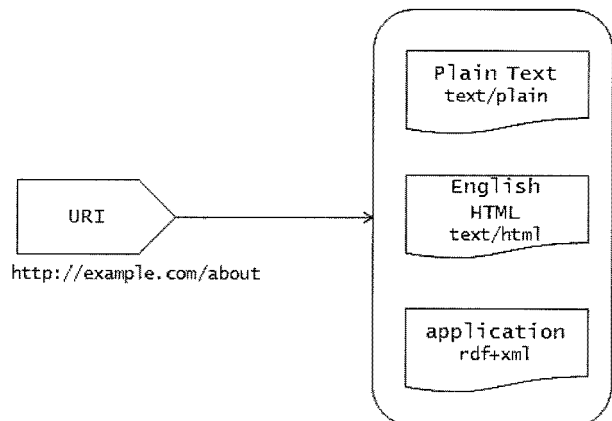 Plain Text
text/plain
English
HTML
text/html
URI
http://example.com/about
application
rdf+xml